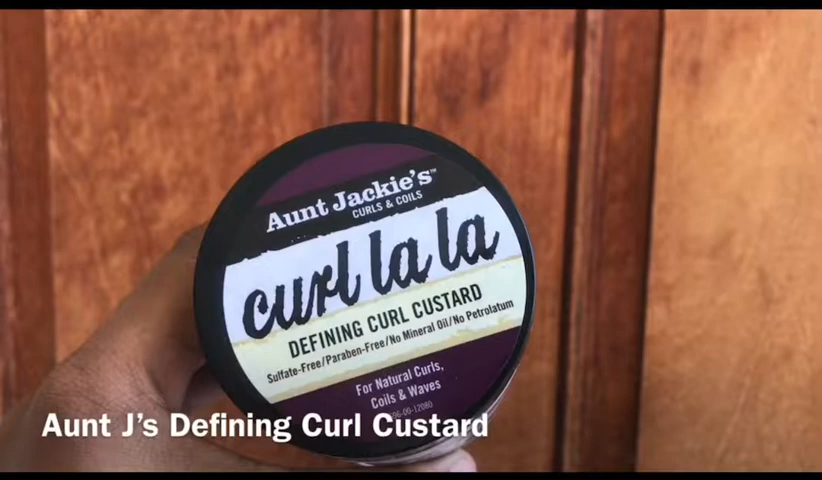 Aunt Jackie's™
CURLS & COILS
curl la la
DEFINING CURL CUSTARD
Sulfate-Free/Paraben-Free/No Mineral Oil/No Petrolatum
For Natural Curls,
Coils & Waves
Aunt J's Defining Curl Custard